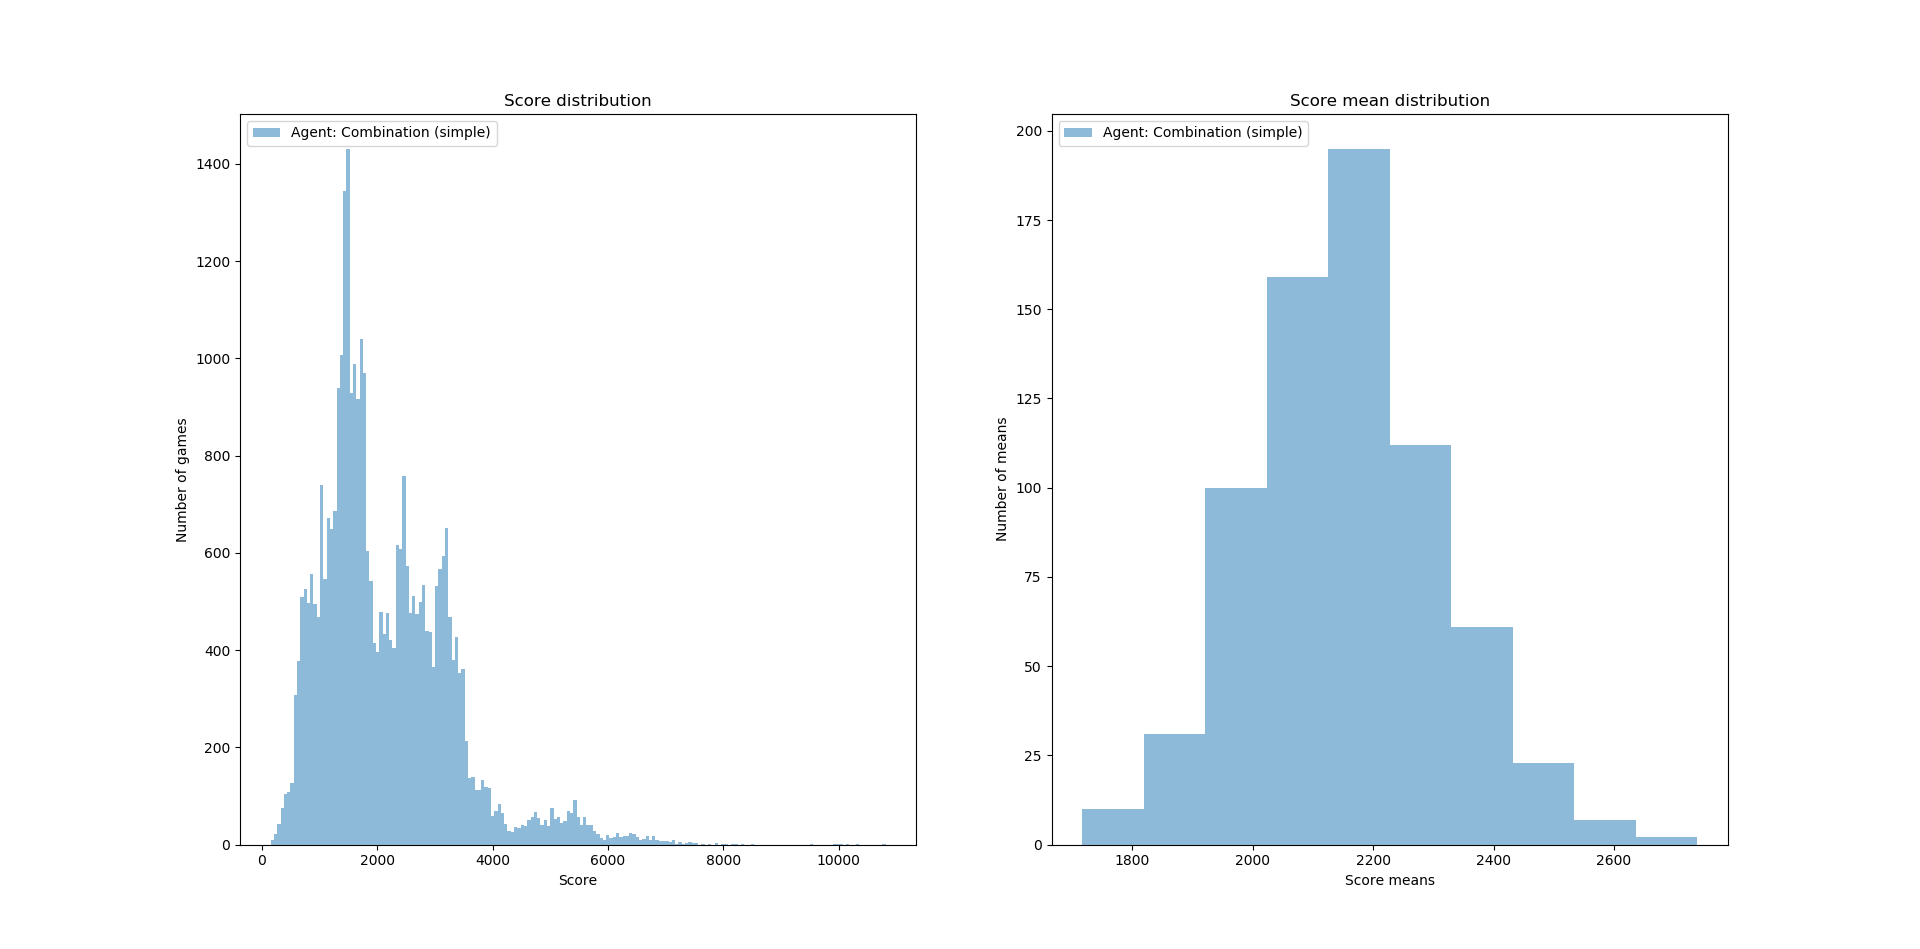 Score distribution
Agent: Combination (simple)
1400
1200
1000
800
600
400
200
0
Number of games
0 2000 4000 6000 8000 10000
Score
Score mean distribution
Agent: Combination (simple)
200
175
150
125
100
75
50
25
0
Number of means
1800 2000 2200 2400 2600
Score means